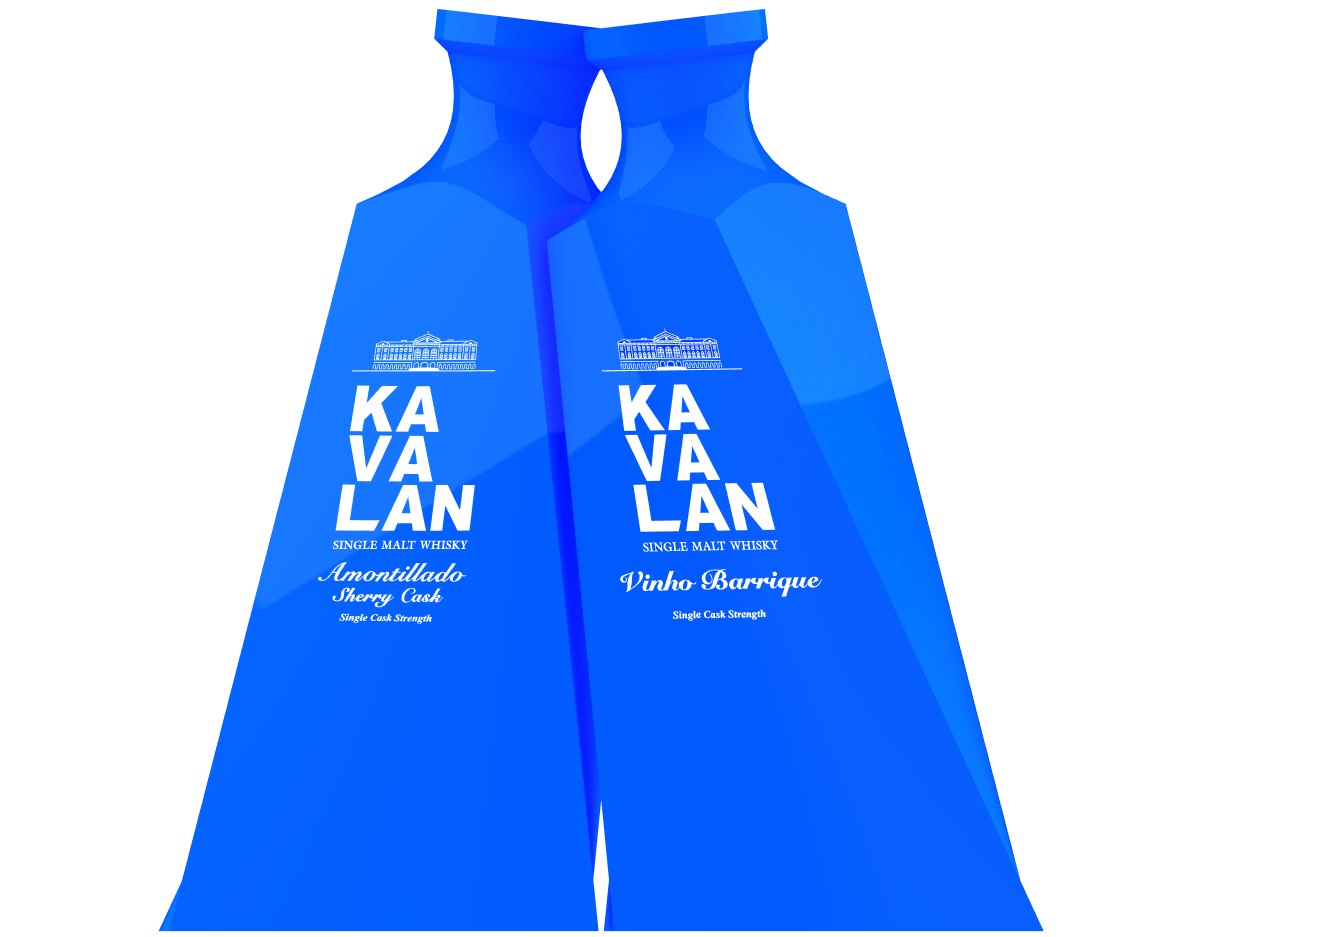 KA
VA
LAN
SINGLE MALT WHISKY
Amontillado
Sherry Cask
Single Cask Strength
KA
VA
LAN
SINGLE MALT WHISKY
Vinho Barrique
Single Cask Strength